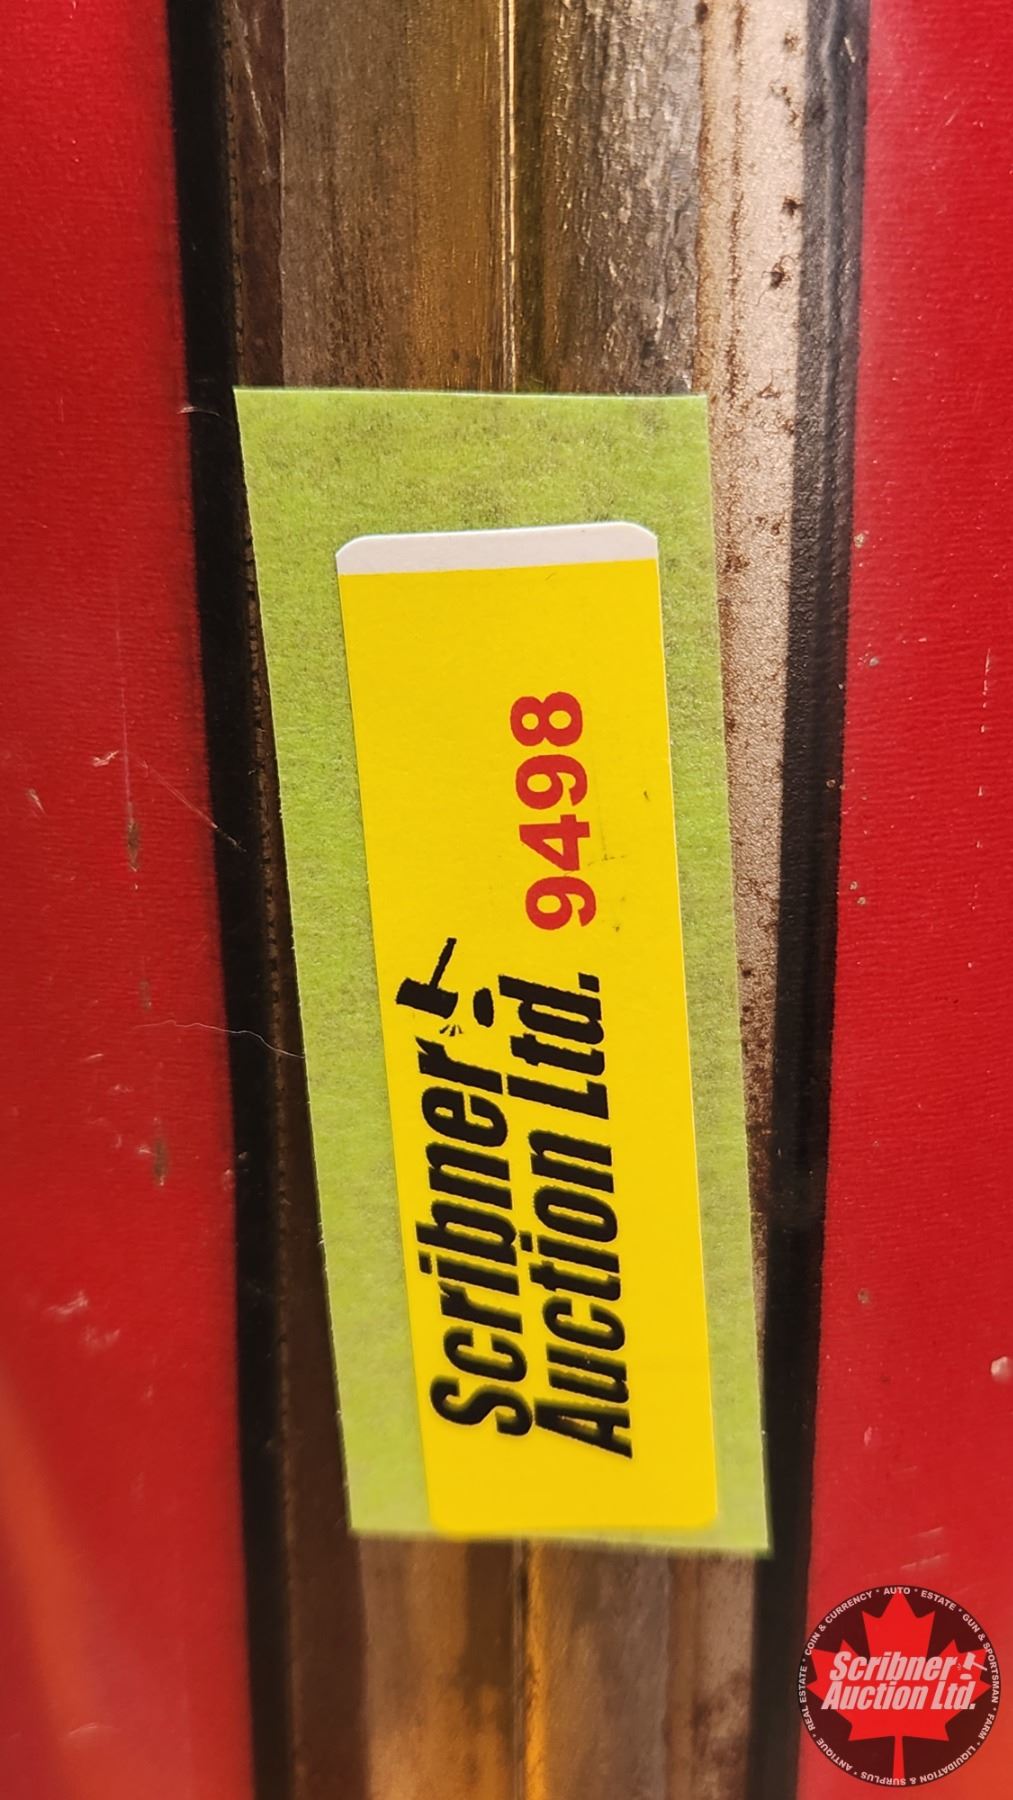 Scribner
Auction Ltd. 9498
Scribner!
Auction Ltd.
ANTIQUE * REAL ESTATE * COIN & CURRENCY * AUTO * ESTATE * GUN & SPORTSMAN * FARM * LIQUIDATION & SURPLUS *